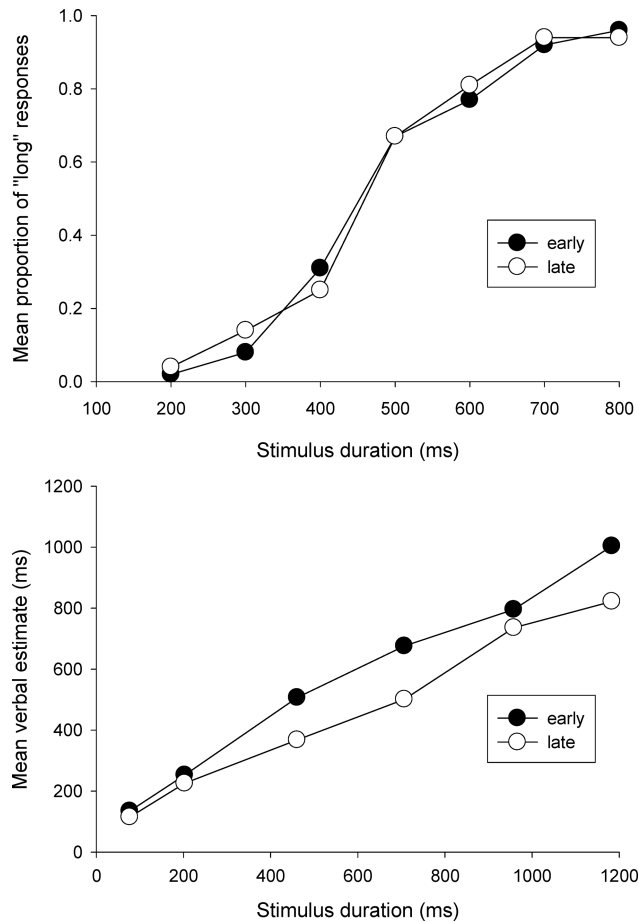 Mean proportion of "long" responses
1.0
0.8
0.6
0.4
0.2
0.0
100 200 300 400 500 600 700 800
Stimulus duration (ms)
early
late
Mean verbal estimate (ms)
1200
1000
800
600
400
200
0
0 200 400 600 800 1000 1200
Stimulus duration (ms)
early
late